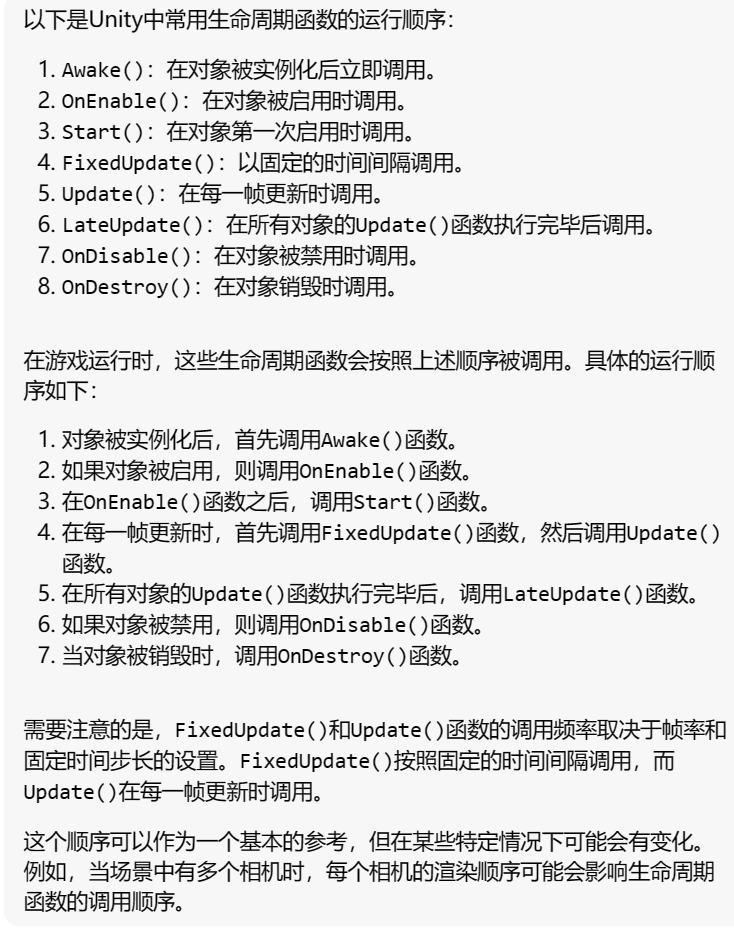 以下是Unity中常用生命周期函数的运行顺序：
1. Awake()：在对象被实例化后立即调用。
2. OnEnable()：在对象被启用时调用。
3. Start()：在对象第一次启用时调用。
4. FixedUpdate()：以固定的时间间隔调用。
5. Update()：在每一帧更新时调用。
6. LateUpdate()：在所有对象的Update()函数执行完毕后调用。
7. OnDisable()：在对象被禁用时调用。
8. OnDestroy()：在对象销毁时调用。
在游戏运行时，这些生命周期函数会按照上述顺序被调用。具体的运行顺
序如下：
1. 对象被实例化后，首先调用Awake()函数。
2. 如果对象被启用，则调用OnEnable()函数。
3. 在OnEnable()函数之后，调用Start()函数。
4. 在每一帧更新时，首先调用FixedUpdate()函数，然后调用Update()
函数。
5. 在所有对象的Update()函数执行完毕后，调用LateUpdate()函数。
6. 如果对象被禁用，则调用OnDisable()函数。
7. 当对象被销毁时，调用OnDestroy()函数。
需要注意的是，FixedUpdate()和Update()函数的调用频率取决于帧率和
固定时间步长的设置。FixedUpdate()按照固定的时间间隔调用，而
Update()在每一帧更新时调用。
这个顺序可以作为一个基本的参考，但在某些特定情况下可能会有变化。
例如，当场景中有多个相机时，每个相机的渲染顺序可能会影响生命周期
函数的调用顺序。